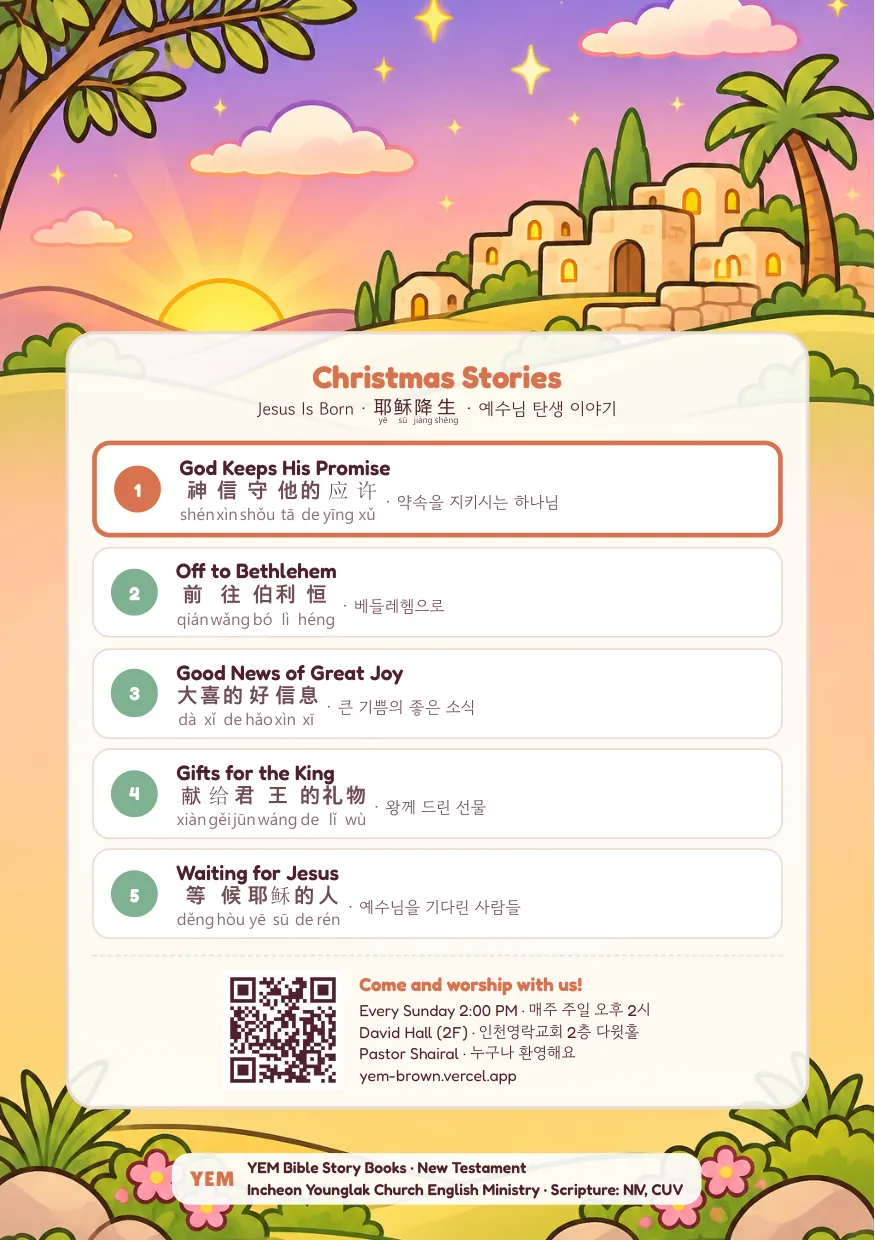 Christmas Stories
Jesus Is Born · 耶稣降生 · 예수님 탄생 이야기
yē sū jiàng shēng
1
God Keeps His Promise
神信守他的应许 · 약속을 지키시는 하나님
shén xìn shǒu tā de yīng xǔ
2
Off to Bethlehem
前往伯利恒 · 베들레헴으로
qián wǎng bó lì héng
3
Good News of Great Joy
大喜的好信息 · 큰 기쁨의 좋은 소식
dà xǐ de hǎo xìn xī
4
Gifts for the King
献给君王的礼物 · 왕께 드린 선물
xiàn gěi jūn wáng de lǐ wù
5
Waiting for Jesus
等候耶稣的人 · 예수님을 기다린 사람들
děng hòu yē sū de rén
Come and worship with us!
Every Sunday 2:00 PM · 매주 주일 오후 2시
David Hall (2F) · 인천영락교회 2층 다윗홀
Pastor Shairal · 누구나 환영해요
yem-brown.vercel.app
YEM
YEM Bible Story Books · New Testament
Incheon Younglak Church English Ministry · Scripture: NIV, CUV